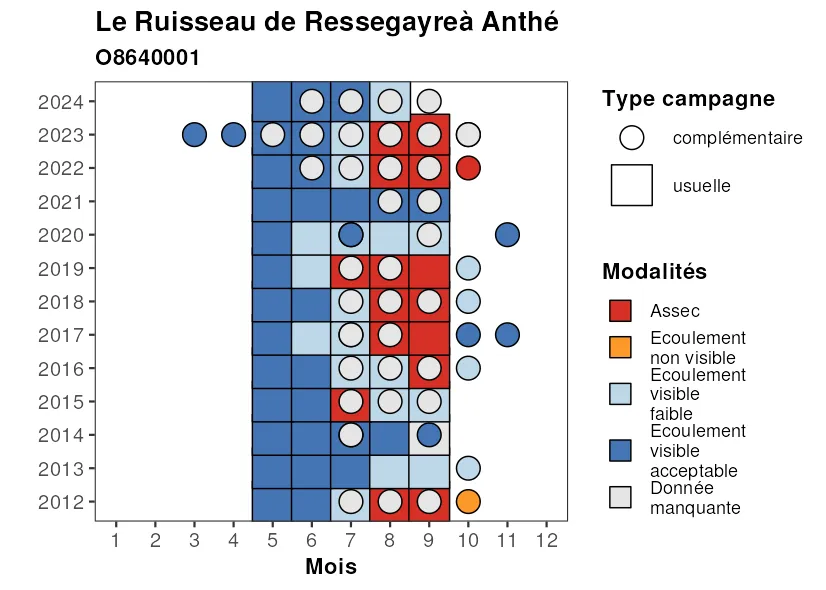 Le Ruisseau de Ressegayreà Anthé
O8640001
2024
2023
2022
2021
2020
2019
2018
2017
2016
2015
2014
2013
2012
1 2 3 4 5 6 7 8 9 10 11 12
Mois
Type campagne
complémentaire
usuelle
Modalités
Assec
Ecoulement
non visible
Ecoulement
visible
faible
Ecoulement
visible
acceptable
Donnée
manquante